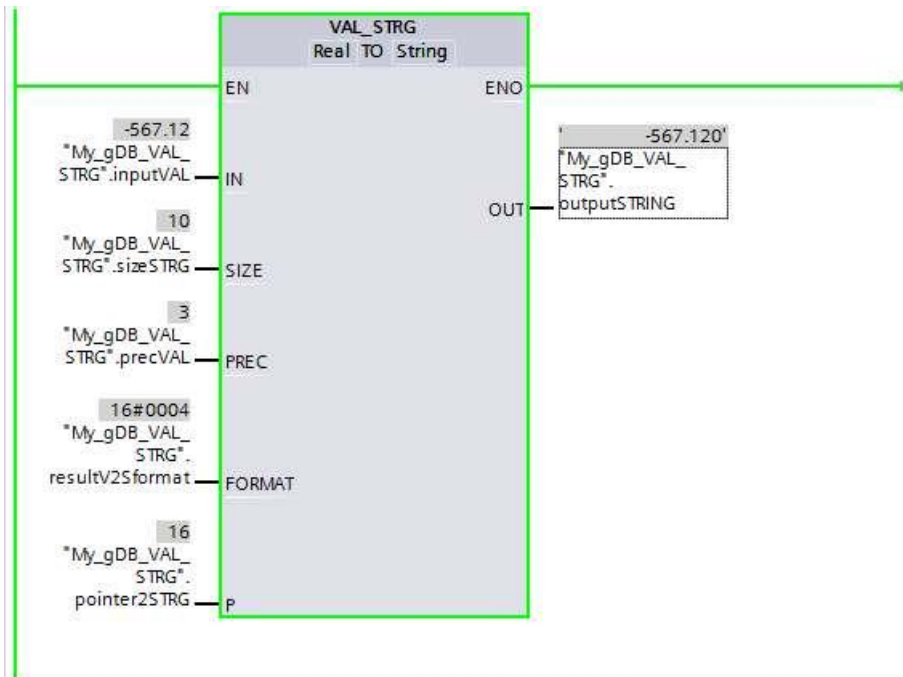 VAL_STRG
Real TO String
EN ENO
-567.12
"My_gDB_VAL_
STRG".inputVAL
IN
' -567.120'
"My_gDB_VAL_
STRG".
outputSTRING
OUT
10
"My_gDB_VAL_
STRG".sizeSTRG
SIZE
3
"My_gDB_VAL_
STRG".precVAL
PREC
16#0004
"My_gDB_VAL_
STRG".
resultV2Sformat
FORMAT
16
"My_gDB_VAL_
STRG".
pointer2STRG
P